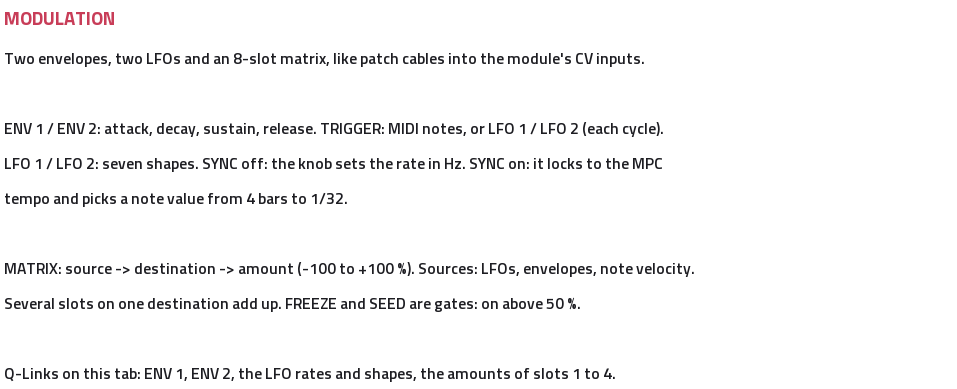 MODULATION
Two envelopes, two LFOs and an 8-slot matrix, like patch cables into the module's CV inputs.
ENV 1 / ENV 2: attack, decay, sustain, release. TRIGGER: MIDI notes, or LFO 1 / LFO 2 (each cycle).
LFO 1 / LFO 2: seven shapes. SYNC off: the knob sets the rate in Hz. SYNC on: it locks to the MPC
tempo and picks a note value from 4 bars to 1/32.
MATRIX: source -> destination -> amount (-100 to +100 %). Sources: LFOs, envelopes, note velocity.
Several slots on one destination add up. FREEZE and SEED are gates: on above 50 %.
Q-Links on this tab: ENV 1, ENV 2, the LFO rates and shapes, the amounts of slots 1 to 4.